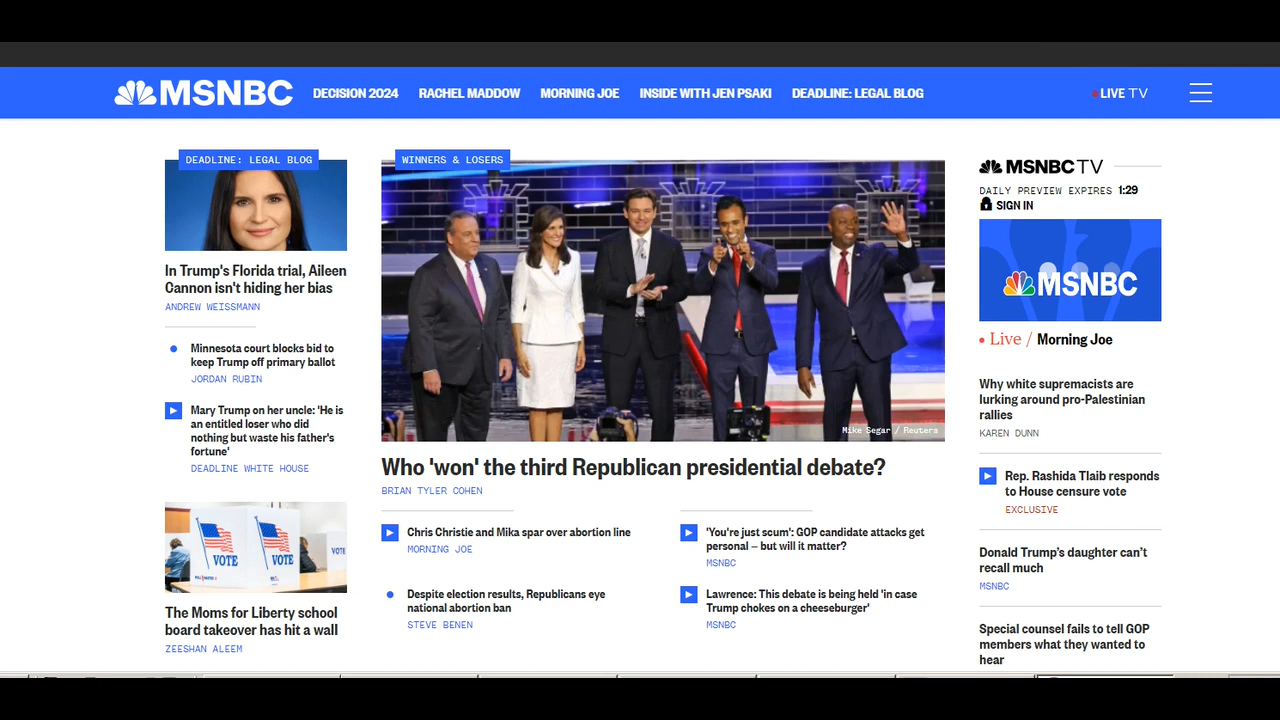 MSNBC
DECISION 2024
RACHEL MADDOW
MORNING JOE
INSIDE WITH JEN PSAKI
DEADLINE: LEGAL BLOG
LIVE TV
DEADLINE: LEGAL BLOG
In Trump's Florida trial, Aileen
Cannon isn't hiding her bias
ANDREW WEISSMANN
Minnesota court blocks bid to
keep Trump off primary ballot
JORDAN RUBIN
Mary Trump on her uncle: 'He is
an entitled loser who did
nothing but waste his father's
fortune'
DEADLINE WHITE HOUSE
VOTE
VOTE
VOTE
The Moms for Liberty school
board takeover has hit a wall
ZEESHAN ALEEM
WINNERS & LOSERS
Mike Segar / Reuters
Who 'won' the third Republican presidential debate?
BRIAN TYLER COHEN
Chris Christie and Mika spar over abortion line
MORNING JOE
Despite election results, Republicans eye
national abortion ban
STEVE BENEN
'You're just scum': GOP candidate attacks get
personal – but will it matter?
MSNBC
Lawrence: This debate is being held 'in case
Trump chokes on a cheeseburger'
MSNBC
MSNBC TV
DAILY PREVIEW EXPIRES 1:29
SIGN IN
MSNBC
Live / Morning Joe
Why white supremacists are
lurking around pro-Palestinian
rallies
KAREN DUNN
Rep. Rashida Tlaib responds
to House censure vote
EXCLUSIVE
Donald Trump's daughter can't
recall much
MSNBC
Special counsel fails to tell GOP
members what they wanted to
hear